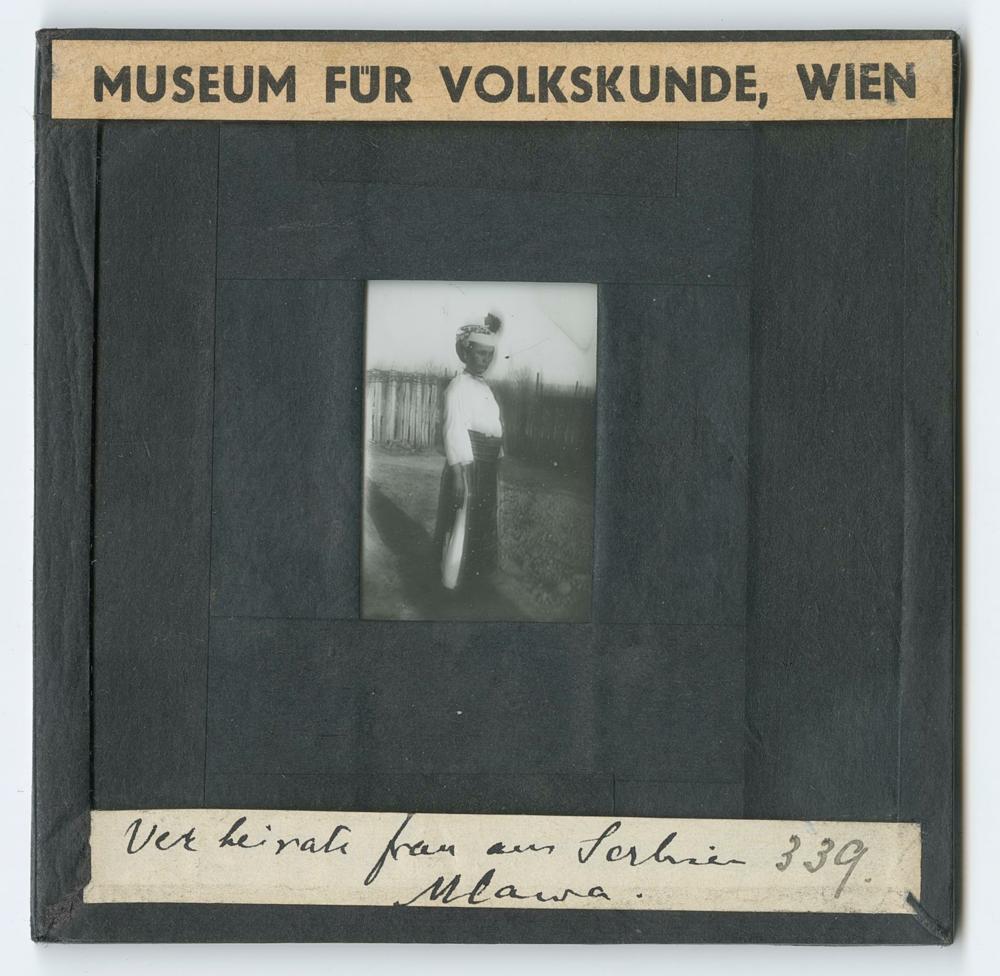 MUSEUM FÜR VOLKSKUNDE, WIEN
Verheirate frau aus Serbien 339.
Mlawa.